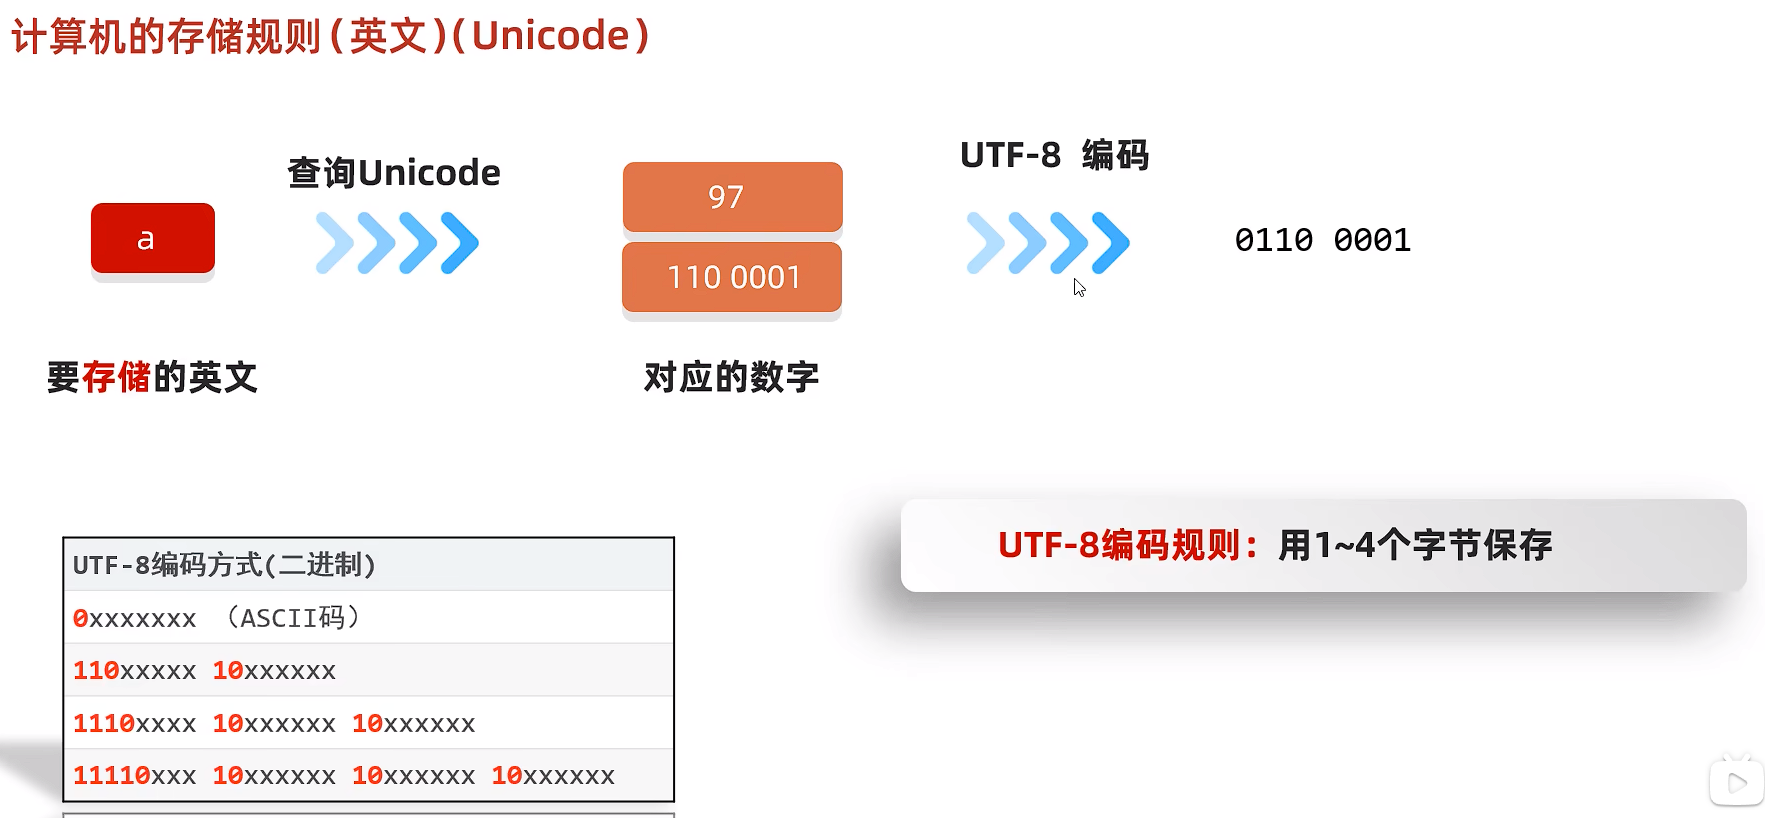 计算机的存储规则（英文）（Unicode）
查询Unicode
UTF-8 编码
a
97
110 0001
0110 0001
要存储的英文
对应的数字
UTF-8编码规则：用1~4个字节保存
UTF-8编码方式(二进制)
0xxxxxxx （ASCII码）
110xxxxx 10xxxxxx
1110xxxx 10xxxxxx 10xxxxxx
11110xxx 10xxxxxx 10xxxxxx 10xxxxxx